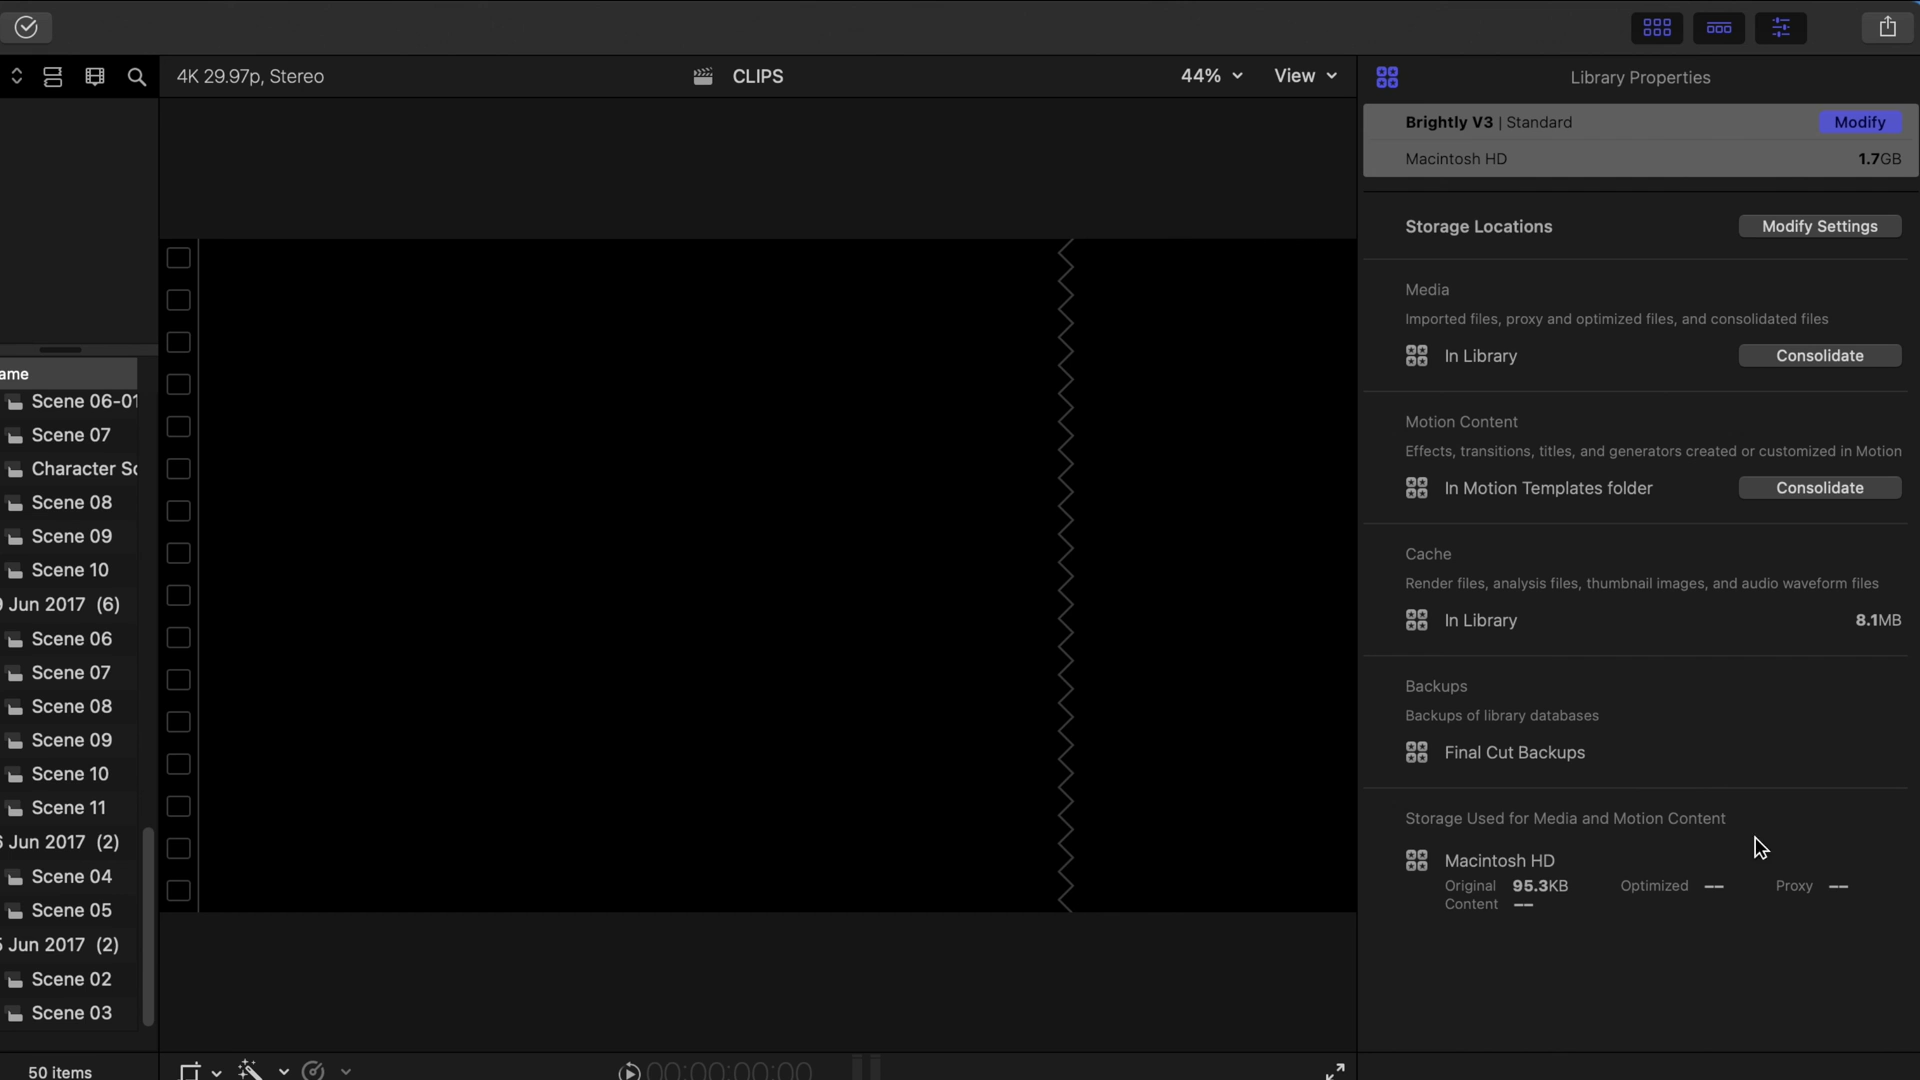 4K 29.97p, Stereo
CLIPS
44%
View
Library Properties
Brightly V3 | Standard
Modify
Macintosh HD
1.7GB
Storage Locations
Modify Settings
Media
Imported files, proxy and optimized files, and consolidated files
In Library
Consolidate
Motion Content
Effects, transitions, titles, and generators created or customized in Motion
In Motion Templates folder
Consolidate
Cache
Render files, analysis files, thumbnail images, and audio waveform files
In Library
8.1MB
Backups
Backups of library databases
Final Cut Backups
Storage Used for Media and Motion Content
Macintosh HD
Original 95.3KB
Optimized --
Proxy --
Content --
ame
Scene 06-01
Scene 07
Character Sc
Scene 08
Scene 09
Scene 10
Jun 2017 (6)
Scene 06
Scene 07
Scene 08
Scene 09
Scene 10
Scene 11
Jun 2017 (2)
Scene 04
Scene 05
Jun 2017 (2)
Scene 02
Scene 03
50 items
00:00:00:00